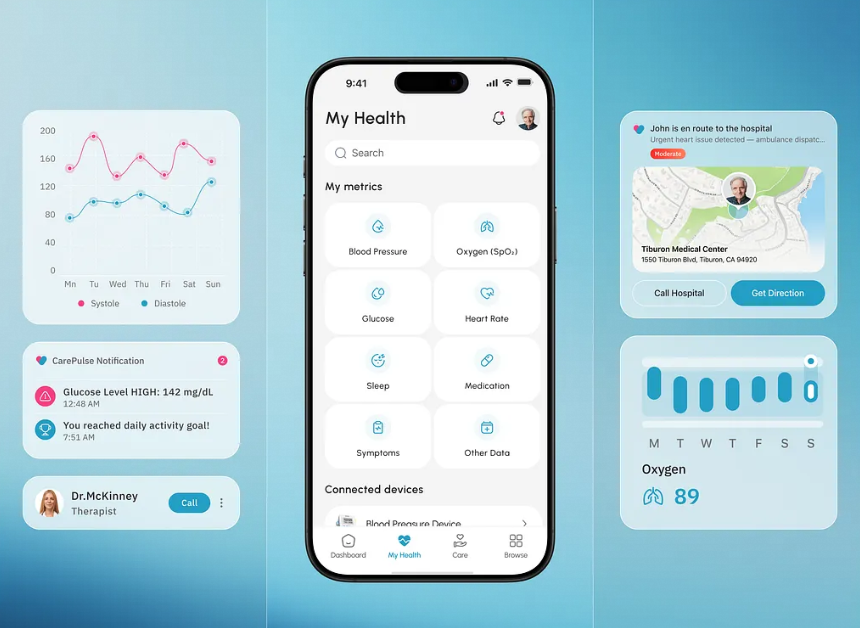 200
160
120
80
40
0
Mn Tu Wed Thu Fri Sat Sun
Systole Diastole
CarePulse Notification 2
Glucose Level HIGH: 142 mg/dL
12:48 AM
You reached daily activity goal!
7:51 AM
Dr.McKinney
Therapist
Call
9:41
My Health
Search
My metrics
Blood Pressure Oxygen (SpO₂)
Glucose Heart Rate
Sleep Medication
Symptoms Other Data
Connected devices
Blood Preasure Device
Dashboard My Health Care Browse
John is en route to the hospital
Urgent heart issue detected — ambulance dispatc...
Moderate
Tiburon Medical Center
1550 Tiburon Blvd, Tiburon, CA 94920
Call Hospital Get Direction
M T W T F S S
Oxygen
89